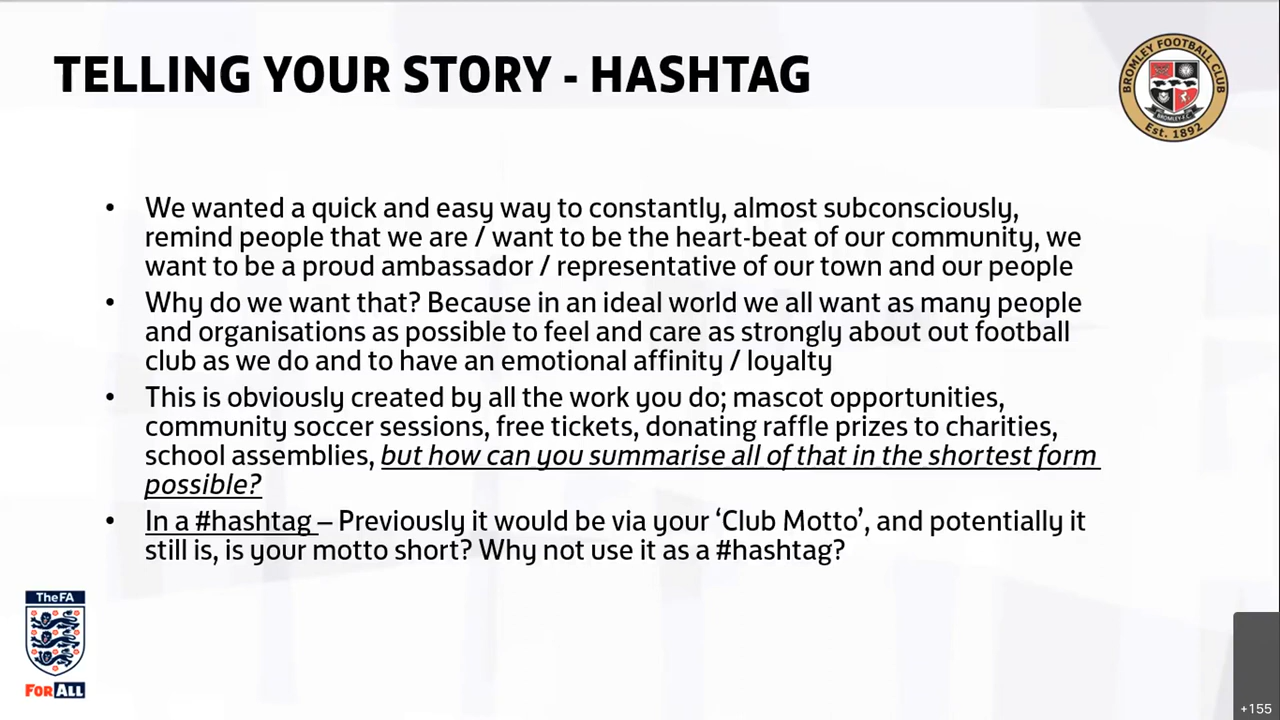 TELLING YOUR STORY - HASHTAG
BROMLEY FOOTBALL CLUB
BROMLEY-F.C.
Est. 1892
• We wanted a quick and easy way to constantly, almost subconsciously,
remind people that we are / want to be the heart-beat of our community, we
want to be a proud ambassador / representative of our town and our people
• Why do we want that? Because in an ideal world we all want as many people
and organisations as possible to feel and care as strongly about out football
club as we do and to have an emotional affinity / loyalty
• This is obviously created by all the work you do; mascot opportunities,
community soccer sessions, free tickets, donating raffle prizes to charities,
school assemblies, but how can you summarise all of that in the shortest form
possible?
• In a #hashtag – Previously it would be via your ‘Club Motto’, and potentially it
still is, is your motto short? Why not use it as a #hashtag?
The FA
FOR ALL
+155